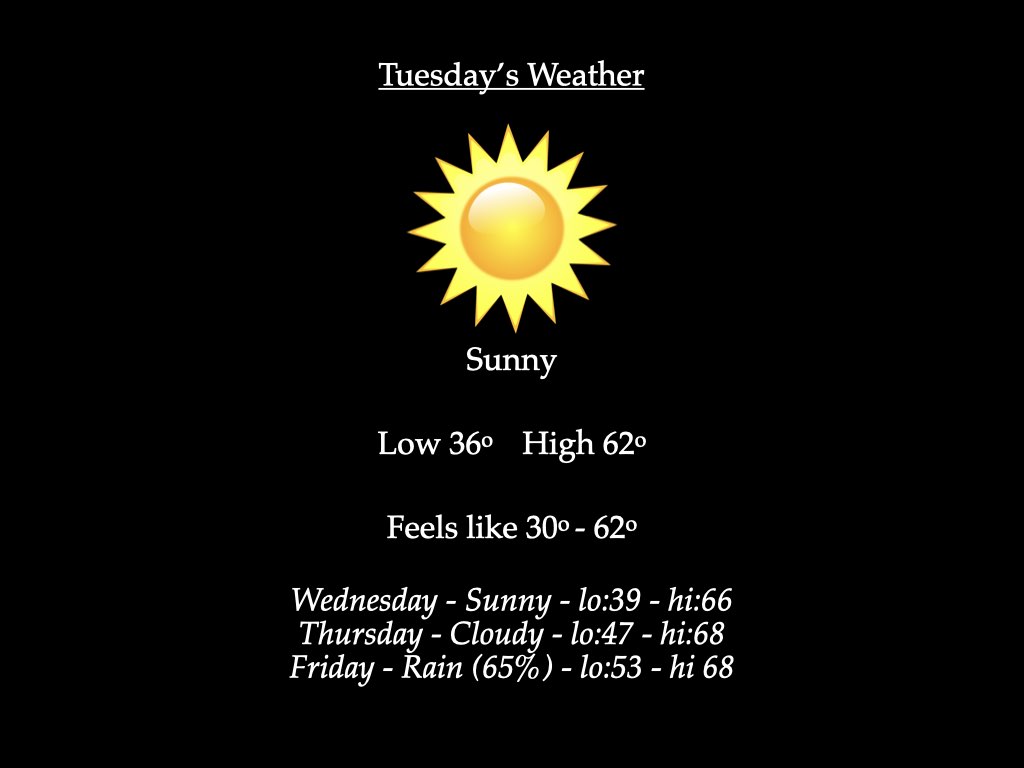 Tuesday’s Weather
Sunny
Low 36º High 62º
Feels like 30º - 62º
Wednesday - Sunny - lo:39 - hi:66
Thursday - Cloudy - lo:47 - hi:68
Friday - Rain (65%) - lo:53 - hi 68